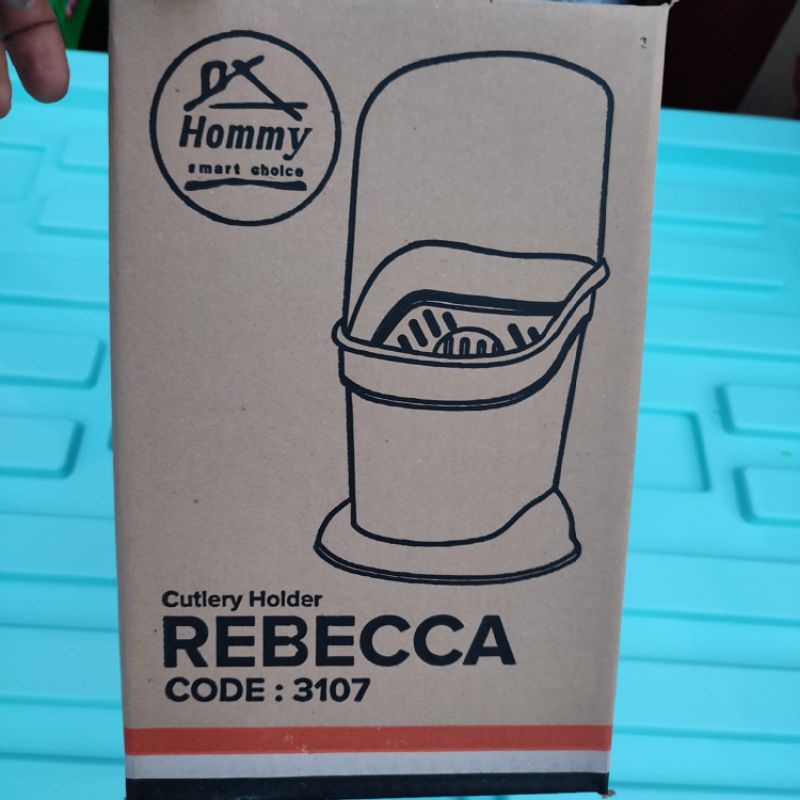 Hommy
smart choice
Cutlery Holder
REBECCA
CODE : 3107